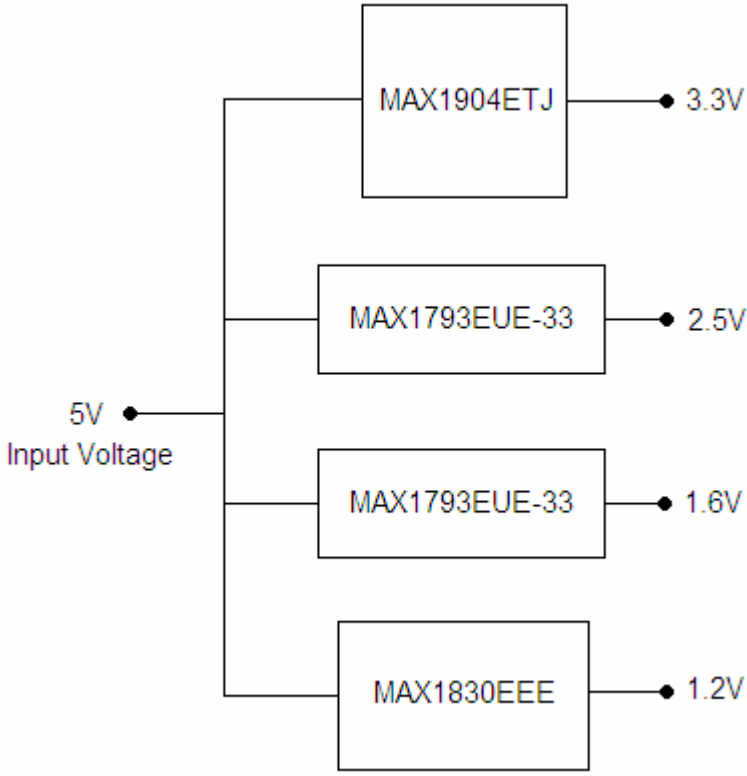 MAX1904ETJ
3.3V
MAX1793EUE-33
2.5V
5V
Input Voltage
MAX1793EUE-33
1.6V
MAX1830EEE
1.2V